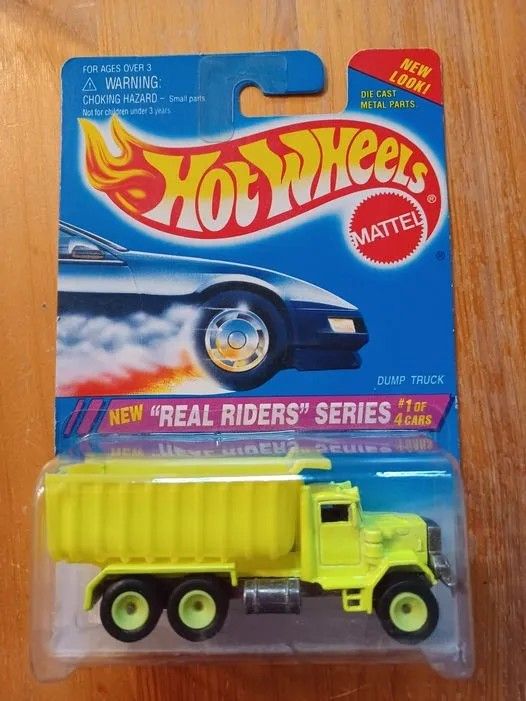 FOR AGES OVER 3
⚠ WARNING:
CHOKING HAZARD – Small parts
Not for children under 3 years.
NEW
LOOK!
DIE CAST
METAL PARTS.
HOT WHEELS®
MATTEL®
DUMP TRUCK
NEW "REAL RIDERS" SERIES #1 OF
4 CARS